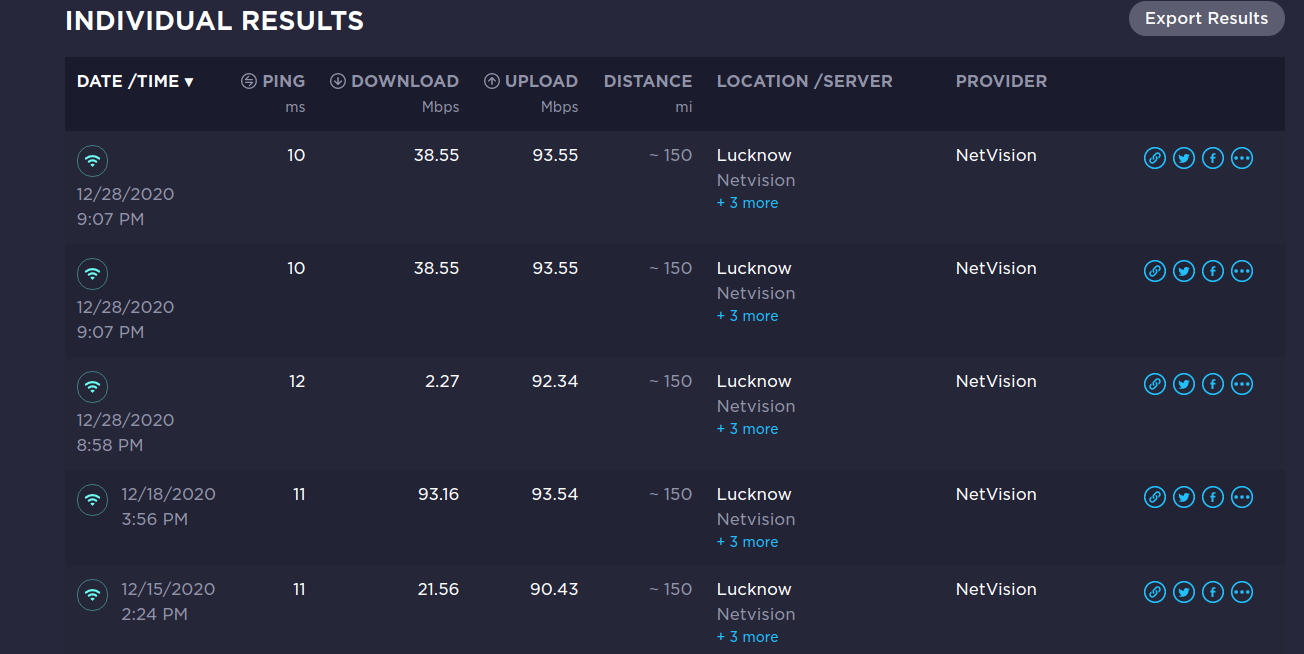 INDIVIDUAL RESULTS
Export Results
DATE /TIME ▾ PING DOWNLOAD UPLOAD DISTANCE LOCATION /SERVER PROVIDER
ms Mbps Mbps mi
10 38.55 93.55 ~ 150 Lucknow NetVision
Netvision
12/28/2020 + 3 more
9:07 PM
10 38.55 93.55 ~ 150 Lucknow NetVision
Netvision
12/28/2020 + 3 more
9:07 PM
12 2.27 92.34 ~ 150 Lucknow NetVision
Netvision
12/28/2020 + 3 more
8:58 PM
12/18/2020 11 93.16 93.54 ~ 150 Lucknow NetVision
3:56 PM Netvision
+ 3 more
12/15/2020 11 21.56 90.43 ~ 150 Lucknow NetVision
2:24 PM Netvision
+ 3 more